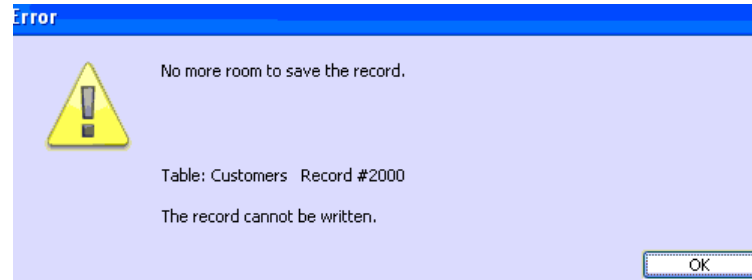 Error
No more room to save the record.
Table: Customers Record #2000
The record cannot be written.
OK